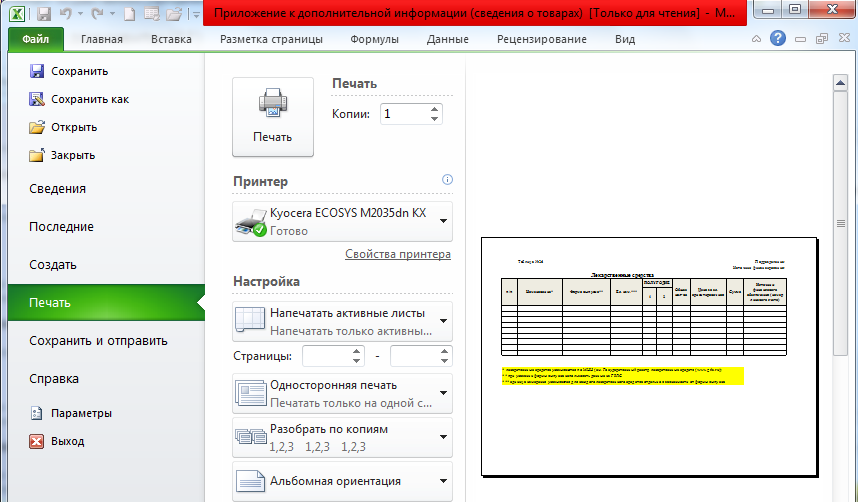 Приложение к дополнительной информации (сведения о товарах) [Только для чтения] - M...
Файл Главная Вставка Разметка страницы Формулы Данные Рецензирование Вид
Сохранить
Сохранить как
Открыть
Закрыть
Сведения
Последние
Создать
Печать
Сохранить и отправить
Справка
Параметры
Выход
Печать
Печать
Копии: 1
Принтер
Kyocera ECOSYS M2035dn KX
Готово
Свойства принтера
Настройка
Напечатать активные листы
Напечатать только активны...
Страницы: -
Односторонняя печать
Печатать только на одной с...
Разобрать по копиям
1,2,3 1,2,3 1,2,3
Альбомная ориентация
Лекарственные средства
Наименование*
Сумма